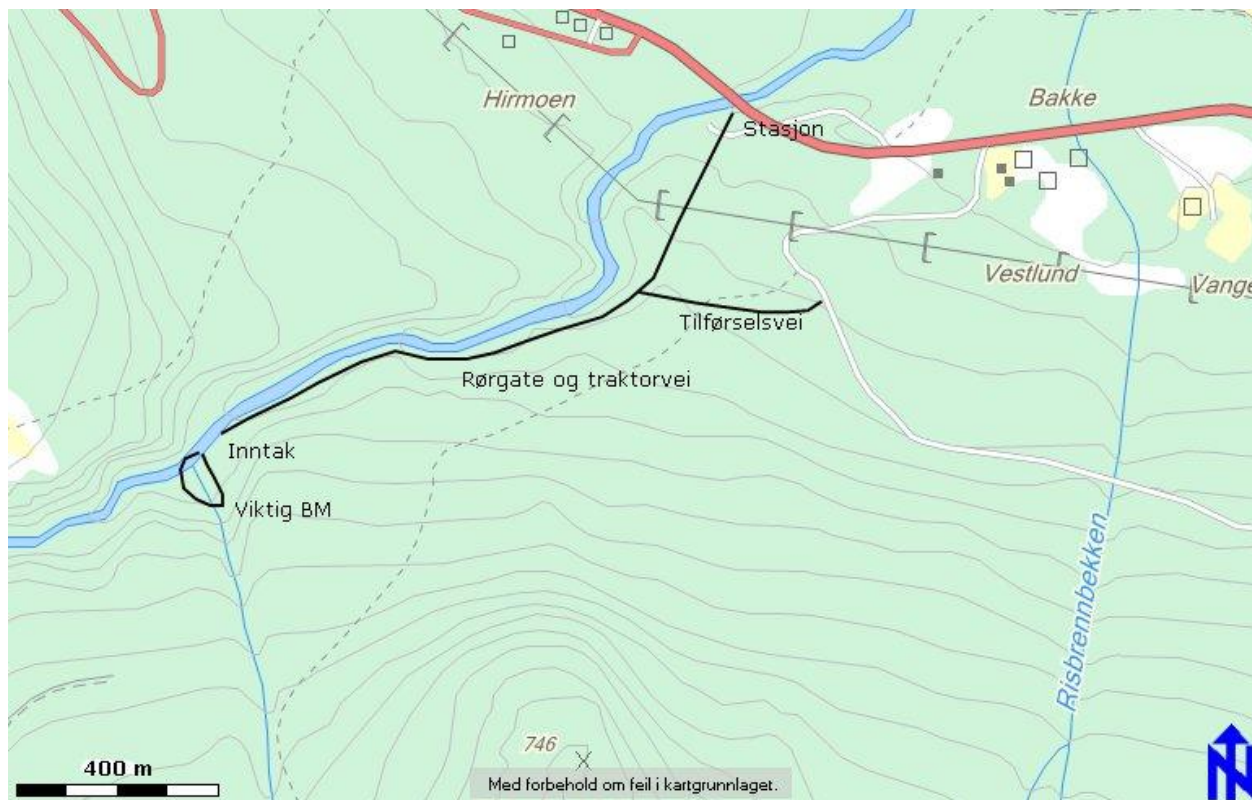 Hirmoen
Bakke
Stasjon
Vestlund
Vange
Tilførselsvei
Rørgate og traktorvei
Inntak
Viktig BM
Risbrennbekken
746
400 m
Med forbehold om feil i kartgrunnlaget.
N